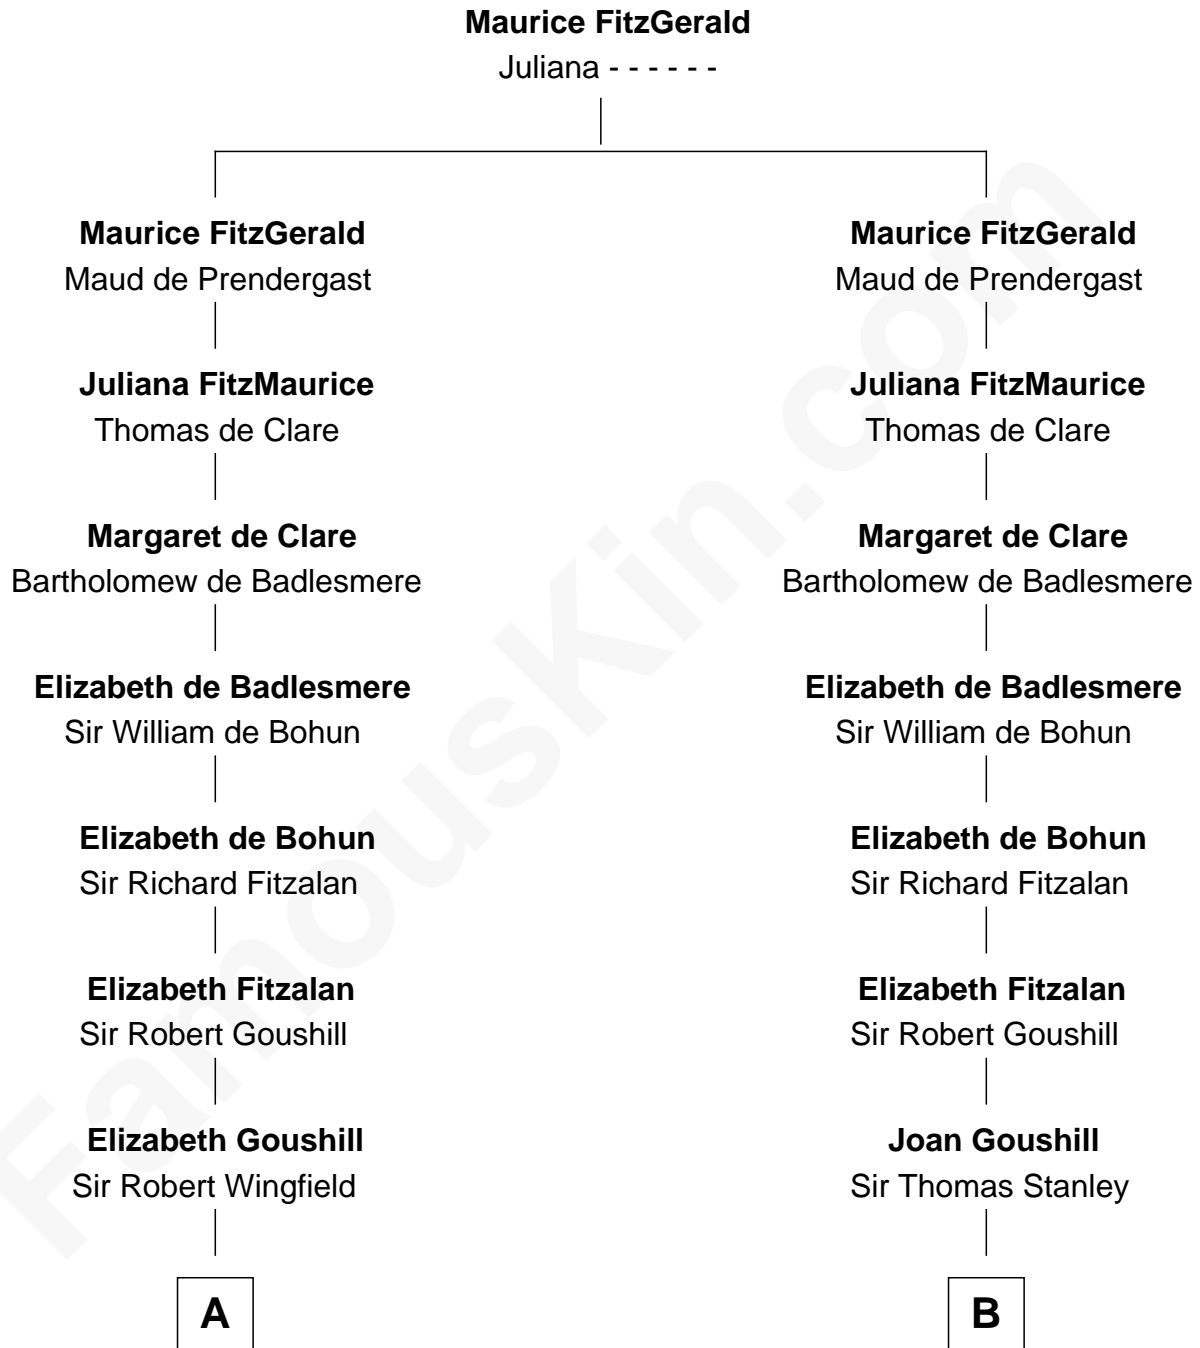 Maurice FitzGerald
Juliana - - - - - -
Maurice FitzGerald
Maud de Prendergast
Juliana FitzMaurice
Thomas de Clare
Margaret de Clare
Bartholomew de Badlesmere
Elizabeth de Badlesmere
Sir William de Bohun
Elizabeth de Bohun
Sir Richard Fitzalan
Elizabeth Fitzalan
Sir Robert Goushill
Elizabeth Goushill
Sir Robert Wingfield
A
Maurice FitzGerald
Maud de Prendergast
Juliana FitzMaurice
Thomas de Clare
Margaret de Clare
Bartholomew de Badlesmere
Elizabeth de Badlesmere
Sir William de Bohun
Elizabeth de Bohun
Sir Richard Fitzalan
Elizabeth Fitzalan
Sir Robert Goushill
Joan Goushill
Sir Thomas Stanley
B
FamousKin.com